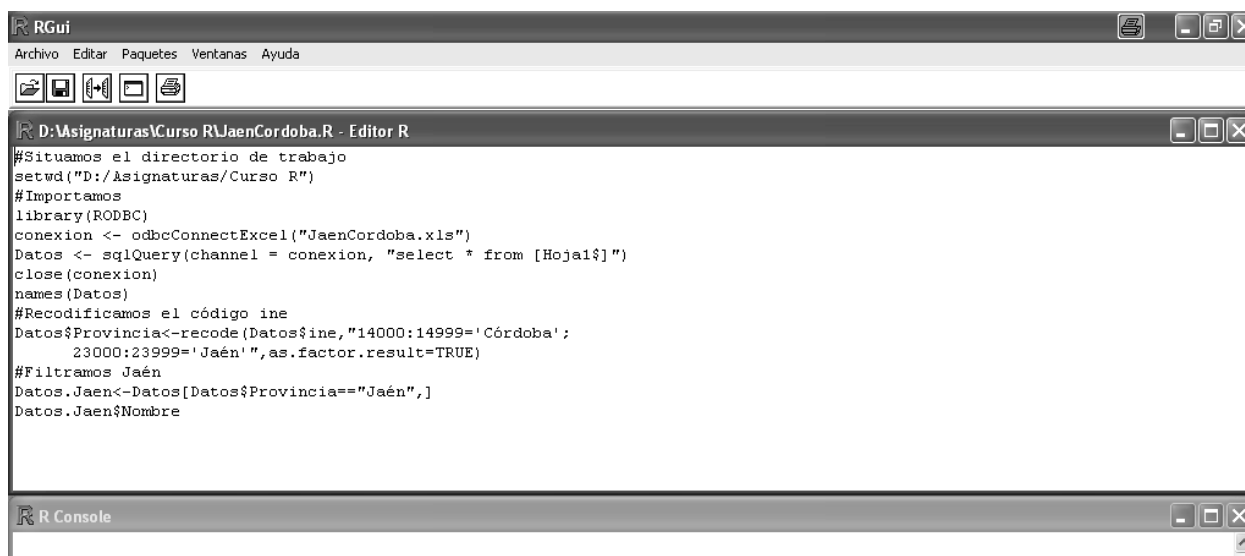 RGui
Archivo Editar Paquetes Ventanas Ayuda
D:\Asignaturas\Curso R\JaenCordoba.R - Editor R
#Situamos el directorio de trabajo
setwd("D:/Asignaturas/Curso R")
#Importamos
library(RODBC)
conexion <- odbcConnectExcel("JaenCordoba.xls")
Datos <- sqlQuery(channel = conexion, "select * from [Hoja1$]")
close(conexion)
names(Datos)
#Recodificamos el código ine
Datos$Provincia<-recode(Datos$ine,"14000:14999='Córdoba';
23000:23999='Jaén'",as.factor.result=TRUE)
#Filtramos Jaén
Datos.Jaen<-Datos[Datos$Provincia=="Jaén",]
Datos.Jaen$Nombre
R Console